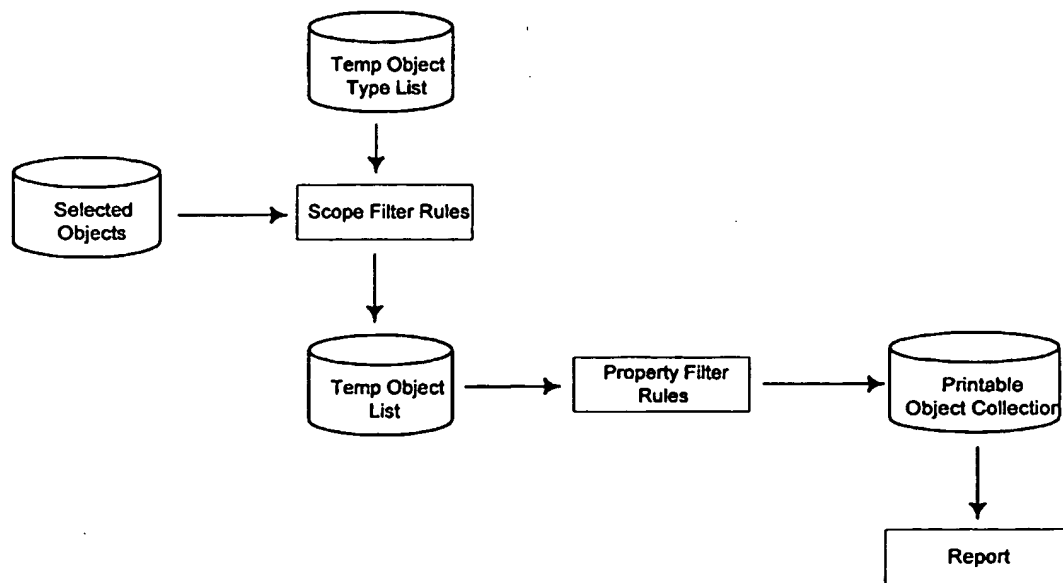 Temp Object
Type List
Selected
Objects
Scope Filter Rules
Temp Object
List
Property Filter
Rules
Printable
Object Collection
Report